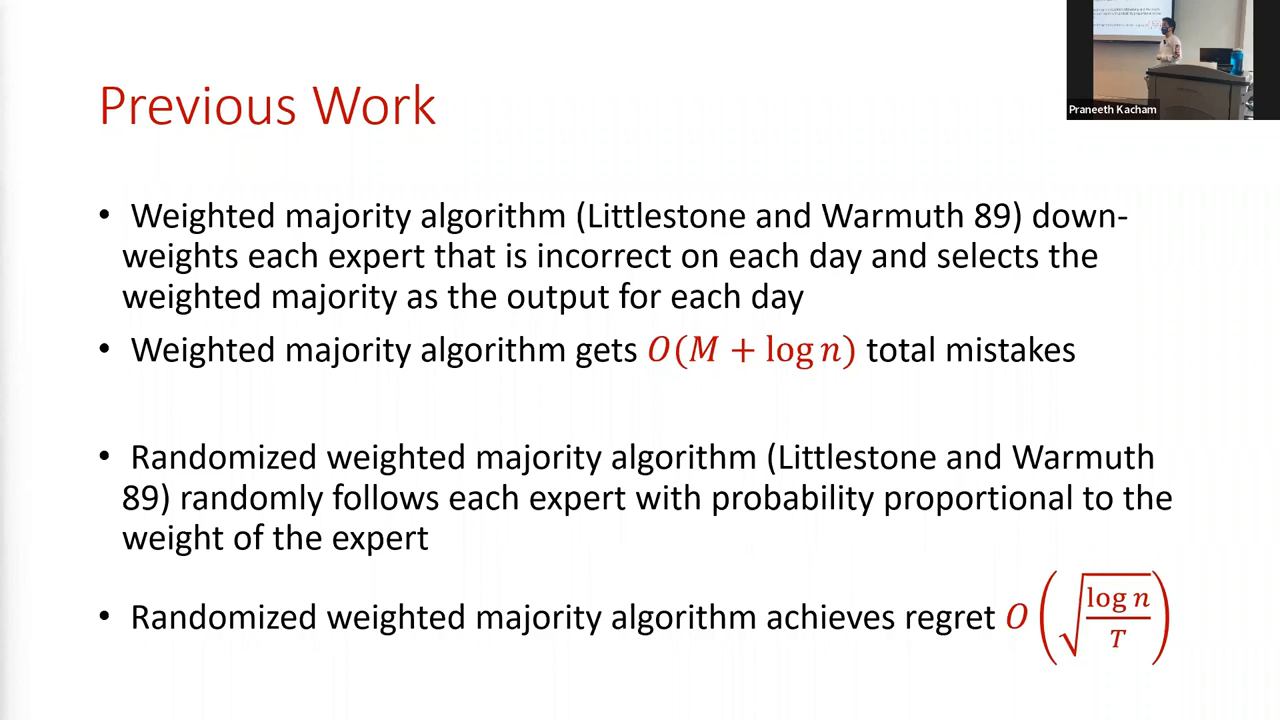 Previous Work
• Weighted majority algorithm (Littlestone and Warmuth 89) down-
weights each expert that is incorrect on each day and selects the
weighted majority as the output for each day
• Weighted majority algorithm gets O(M + log n) total mistakes
• Randomized weighted majority algorithm (Littlestone and Warmuth
89) randomly follows each expert with probability proportional to the
weight of the expert
• Randomized weighted majority algorithm achieves regret O(√(log n / T))
Praneeth Kacham